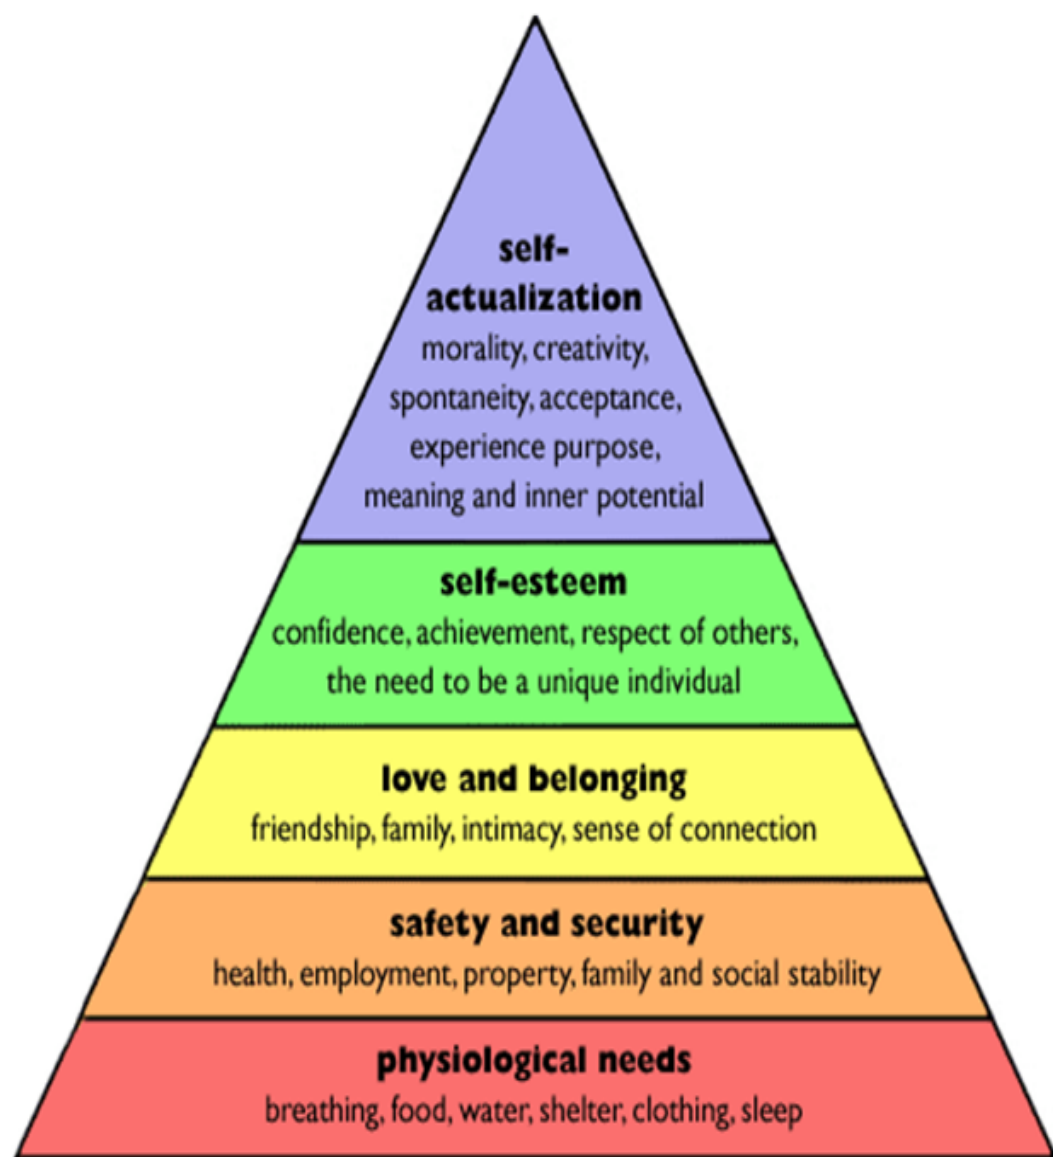 self-
actualization
morality, creativity,
spontaneity, acceptance,
experience purpose,
meaning and inner potential
self-esteem
confidence, achievement, respect of others,
the need to be a unique individual
love and belonging
friendship, family, intimacy, sense of connection
safety and security
health, employment, property, family and social stability
physiological needs
breathing, food, water, shelter, clothing, sleep